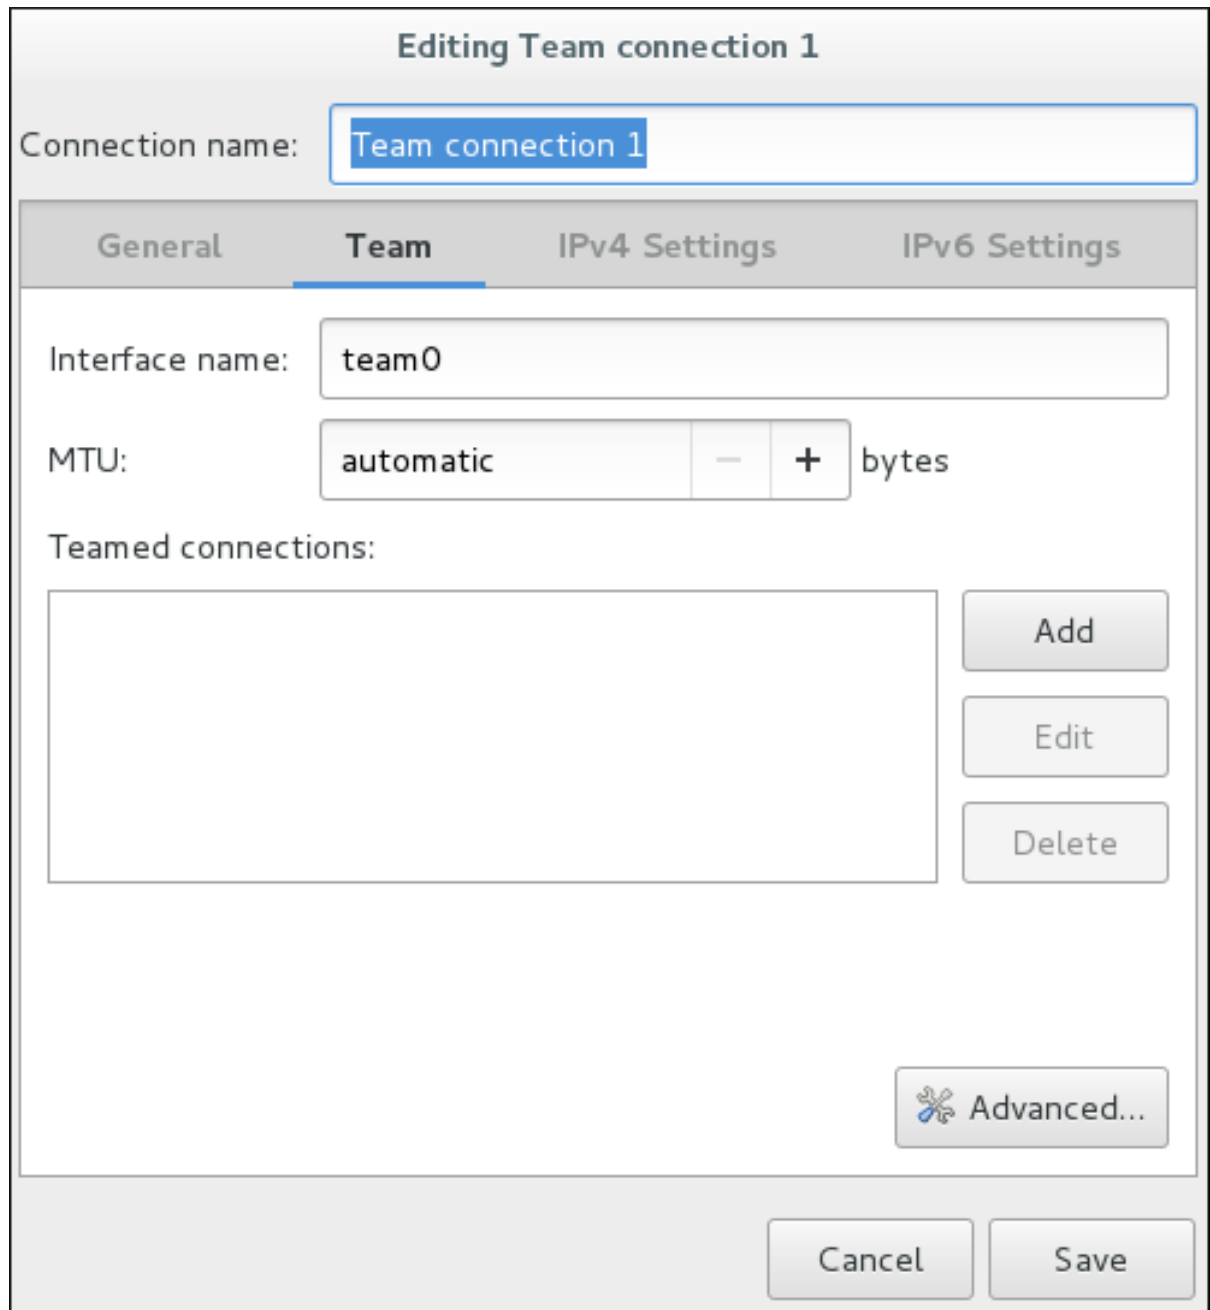 Editing Team connection 1
Connection name: Team connection 1
General Team IPv4 Settings IPv6 Settings
Interface name: team0
MTU: automatic − + bytes
Teamed connections:
Add
Edit
Delete
Advanced...
Cancel Save